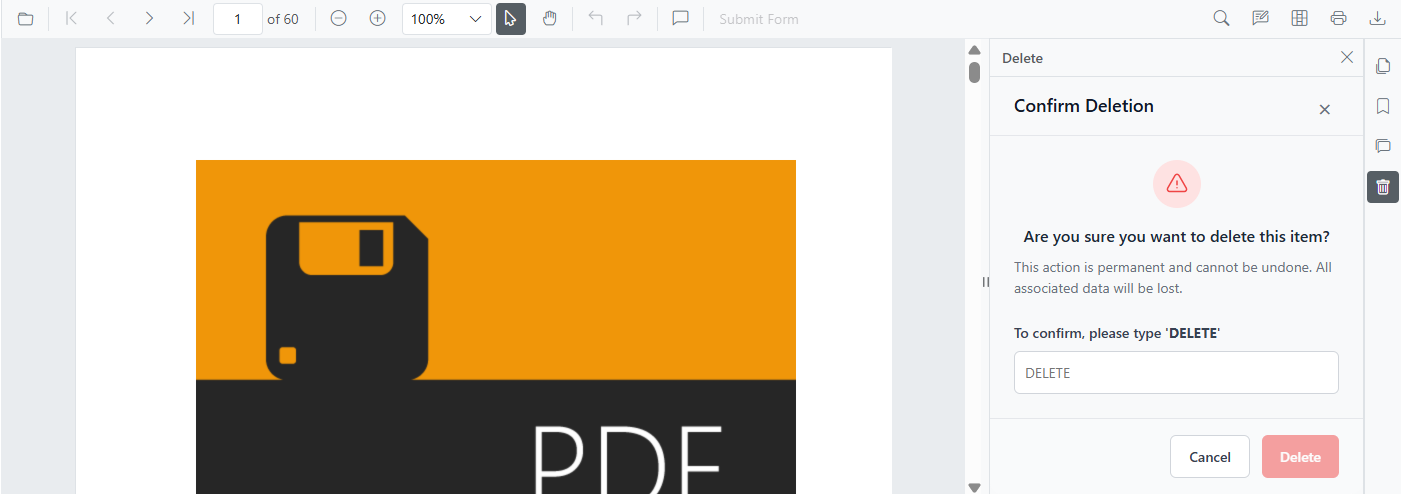 1 of 60 100% Submit Form
Delete
Confirm Deletion
Are you sure you want to delete this item?
This action is permanent and cannot be undone. All
associated data will be lost.
To confirm, please type 'DELETE'
DELETE
Cancel Delete
PDF